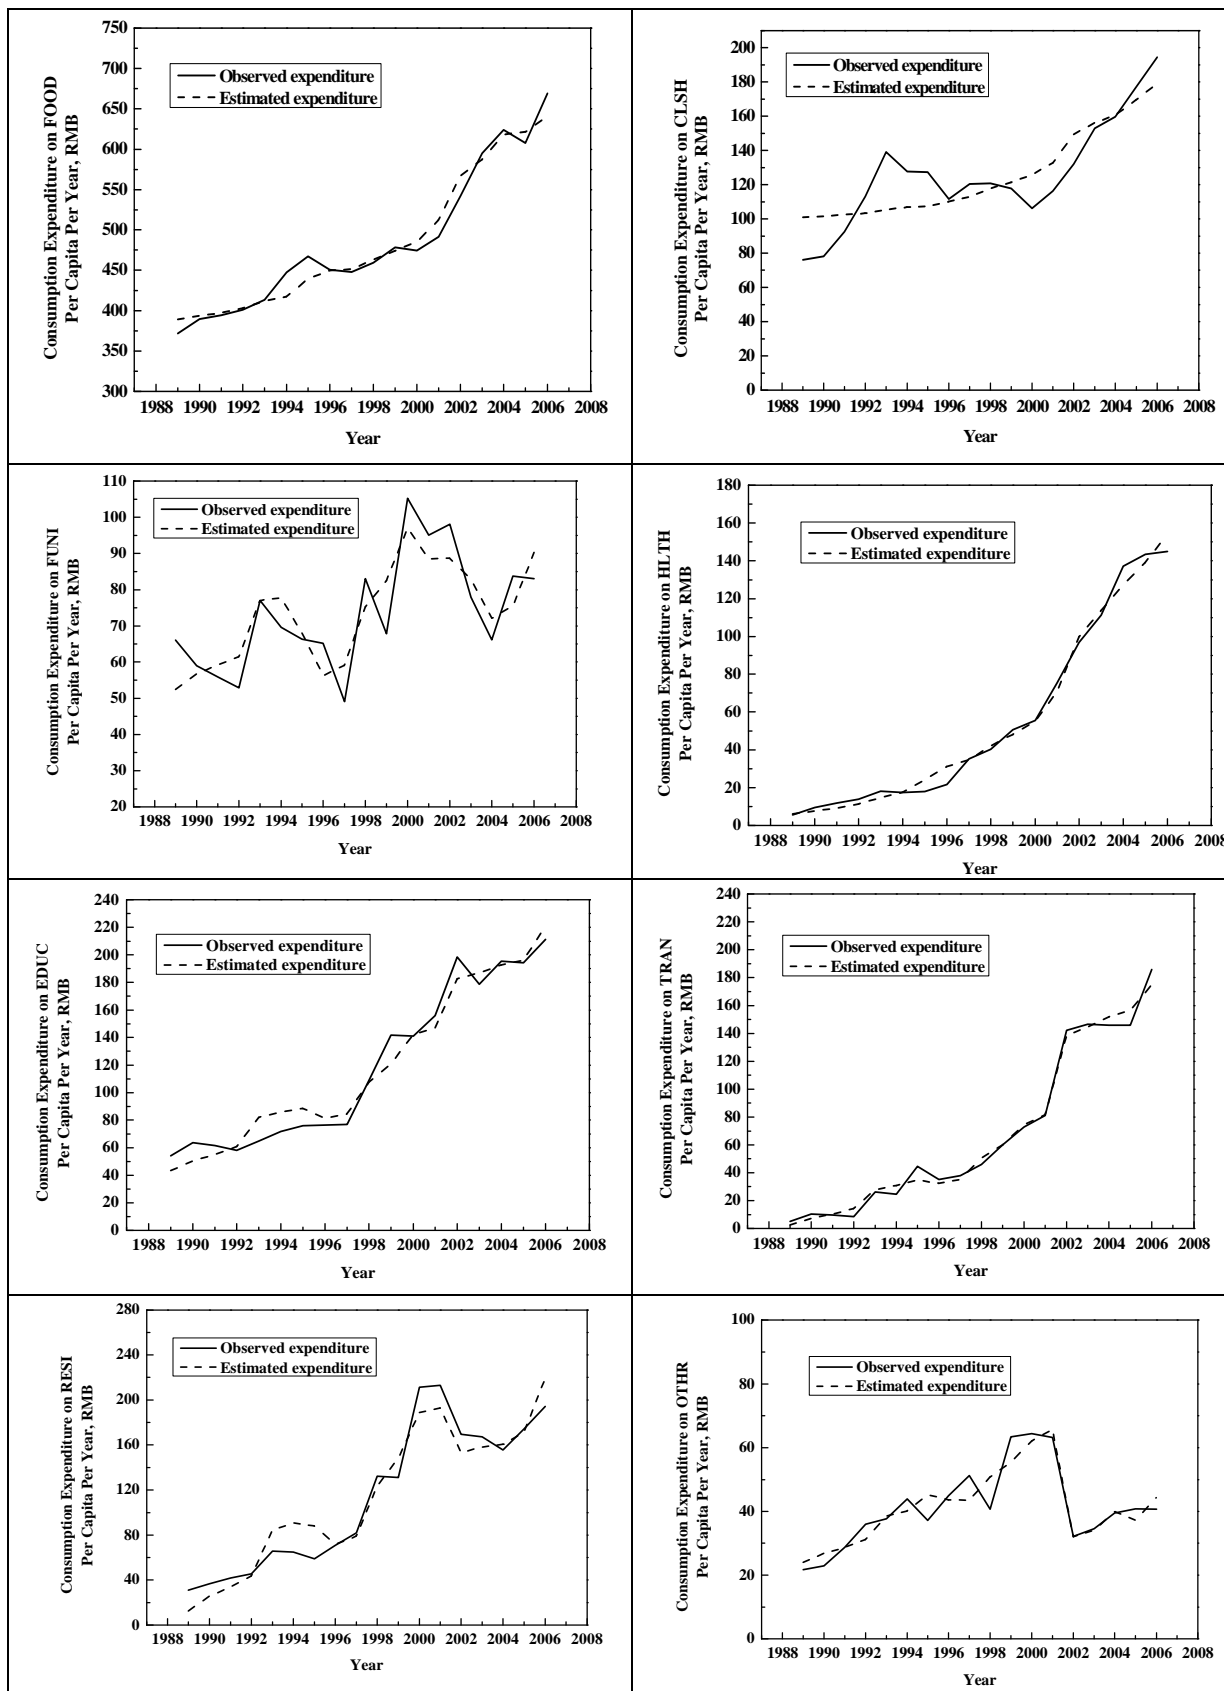 Consumption Expenditure on FOOD
Per Capita Per Year, RMB
750
700
650
600
550
500
450
400
350
300
Observed expenditure
Estimated expenditure
1988 1990 1992 1994 1996 1998 2000 2002 2004 2006 2008
Year
Consumption Expenditure on CLSH
Per Capita Per Year, RMB
200
180
160
140
120
100
80
60
40
20
0
Observed expenditure
Estimated expenditure
1988 1990 1992 1994 1996 1998 2000 2002 2004 2006 2008
Year
Consumption Expenditure on FUNI
Per Capita Per Year, RMB
110
100
90
80
70
60
50
40
30
20
Observed expenditure
Estimated expenditure
1988 1990 1992 1994 1996 1998 2000 2002 2004 2006 2008
Year
Consumption Expenditure on HLTH
Per Capita Per Year, RMB
180
160
140
120
100
80
60
40
20
0
Observed expenditure
Estimated expenditure
1988 1990 1992 1994 1996 1998 2000 2002 2004 2006 2008
Year
Consumption Expenditure on EDUC
Per Capita Per Year, RMB
240
220
200
180
160
140
120
100
80
60
40
20
0
Observed expenditure
Estimated expenditure
1988 1990 1992 1994 1996 1998 2000 2002 2004 2006 2008
Year
Consumption Expenditure on TRAN
Per Capita Per Year, RMB
240
220
200
180
160
140
120
100
80
60
40
20
0
Observed expenditure
Estimated expenditure
1988 1990 1992 1994 1996 1998 2000 2002 2004 2006 2008
Year
Consumption Expenditure on RESI
Per Capita Per Year, RMB
280
240
200
160
120
80
40
0
Observed expenditure
Estimated expenditure
1988 1990 1992 1994 1996 1998 2000 2002 2004 2006 2008
Year
Consumption Expenditure on OTHR
Per Capita Per Year, RMB
100
80
60
40
20
0
Observed expenditure
Estimated expenditure
1988 1990 1992 1994 1996 1998 2000 2002 2004 2006 2008
Year